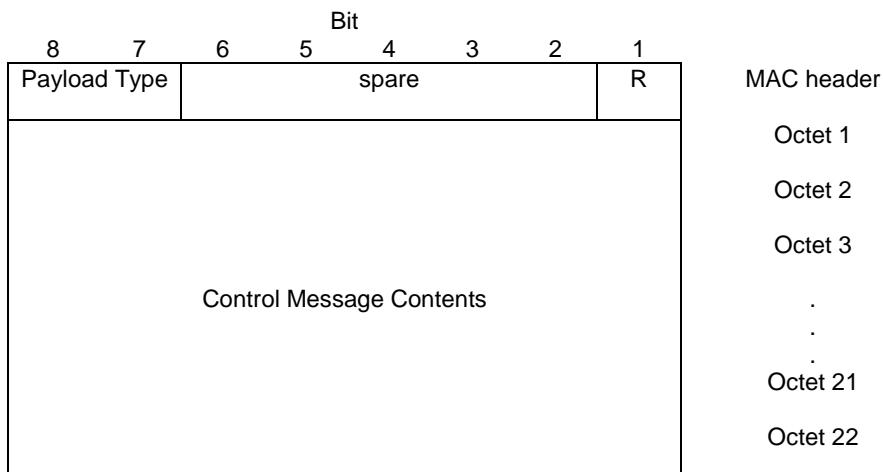 Bit
8 7 6 5 4 3 2 1
Payload Type spare R MAC header
Octet 1
Octet 2
Octet 3
Control Message Contents .
.
.
Octet 21
Octet 22